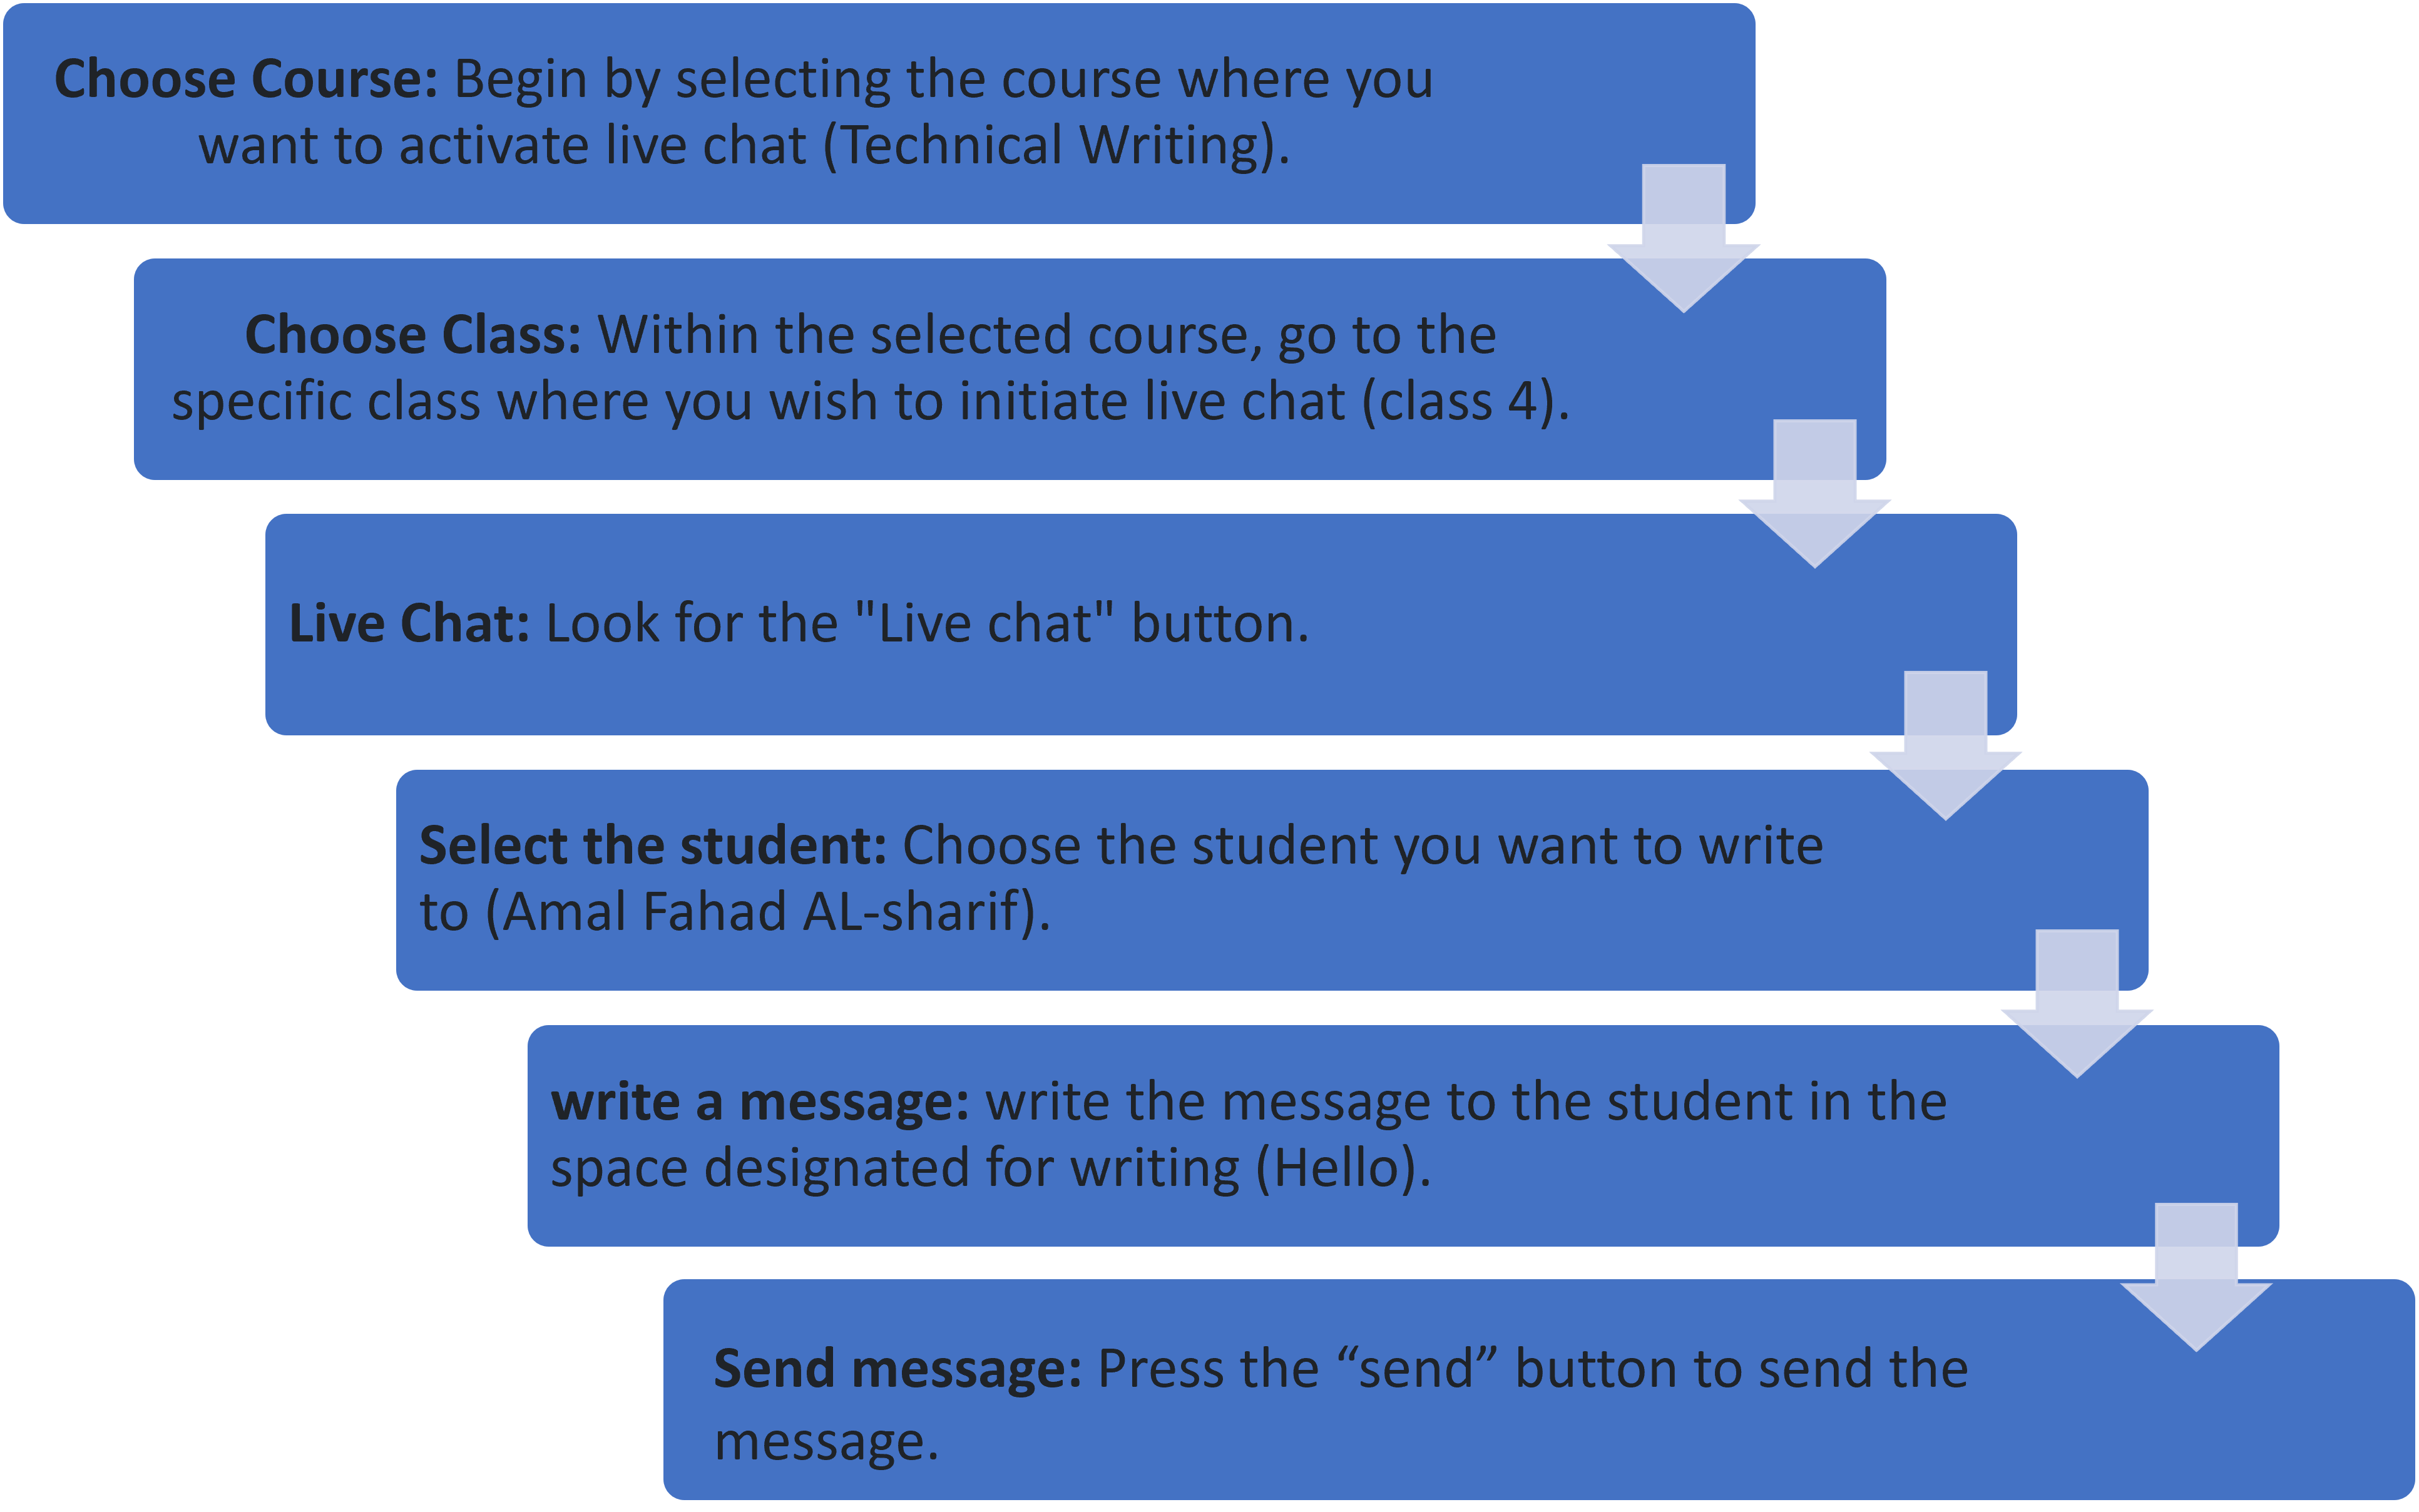 Choose Course: Begin by selecting the course where you
want to activate live chat (Technical Writing).
Choose Class: Within the selected course, go to the
specific class where you wish to initiate live chat (class 4).
Live Chat: Look for the "Live chat" button.
Select the student: Choose the student you want to write
to (Amal Fahad AL-sharif).
write a message: write the message to the student in the
space designated for writing (Hello).
Send message: Press the “send” button to send the
message.